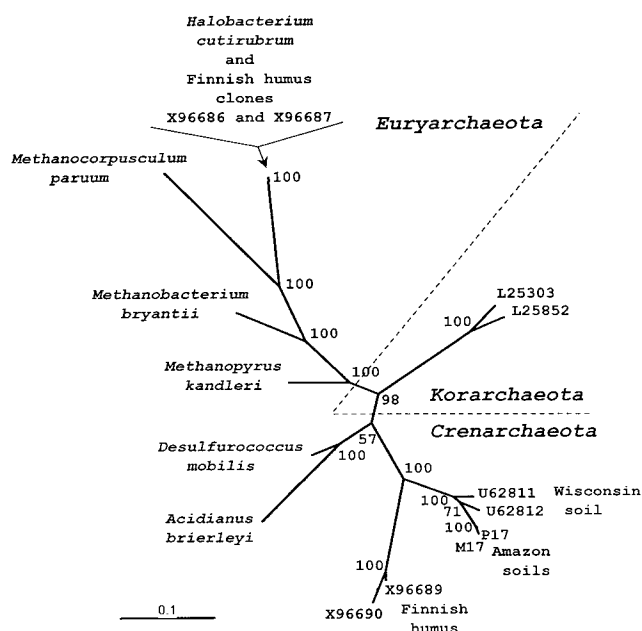 Halobacterium
cutirubrum
and
Finnish humus
clones
X96686 and X96687
Euryarchaeota
Methanocorpusculum
paruum
100
100
L25303
L25852
100
Methanobacterium
bryantii
100
Methanopyrus
kandleri
100
98
Korarchaeota
Crenarchaeota
57
Desulfurococcus
mobilis
100
100
U62811
U62812
Wisconsin
soil
100
71
100
P17
M17
Amazon
soils
Acidianus
brierleyi
100
X96689
X96690
Finnish
humus
0.1